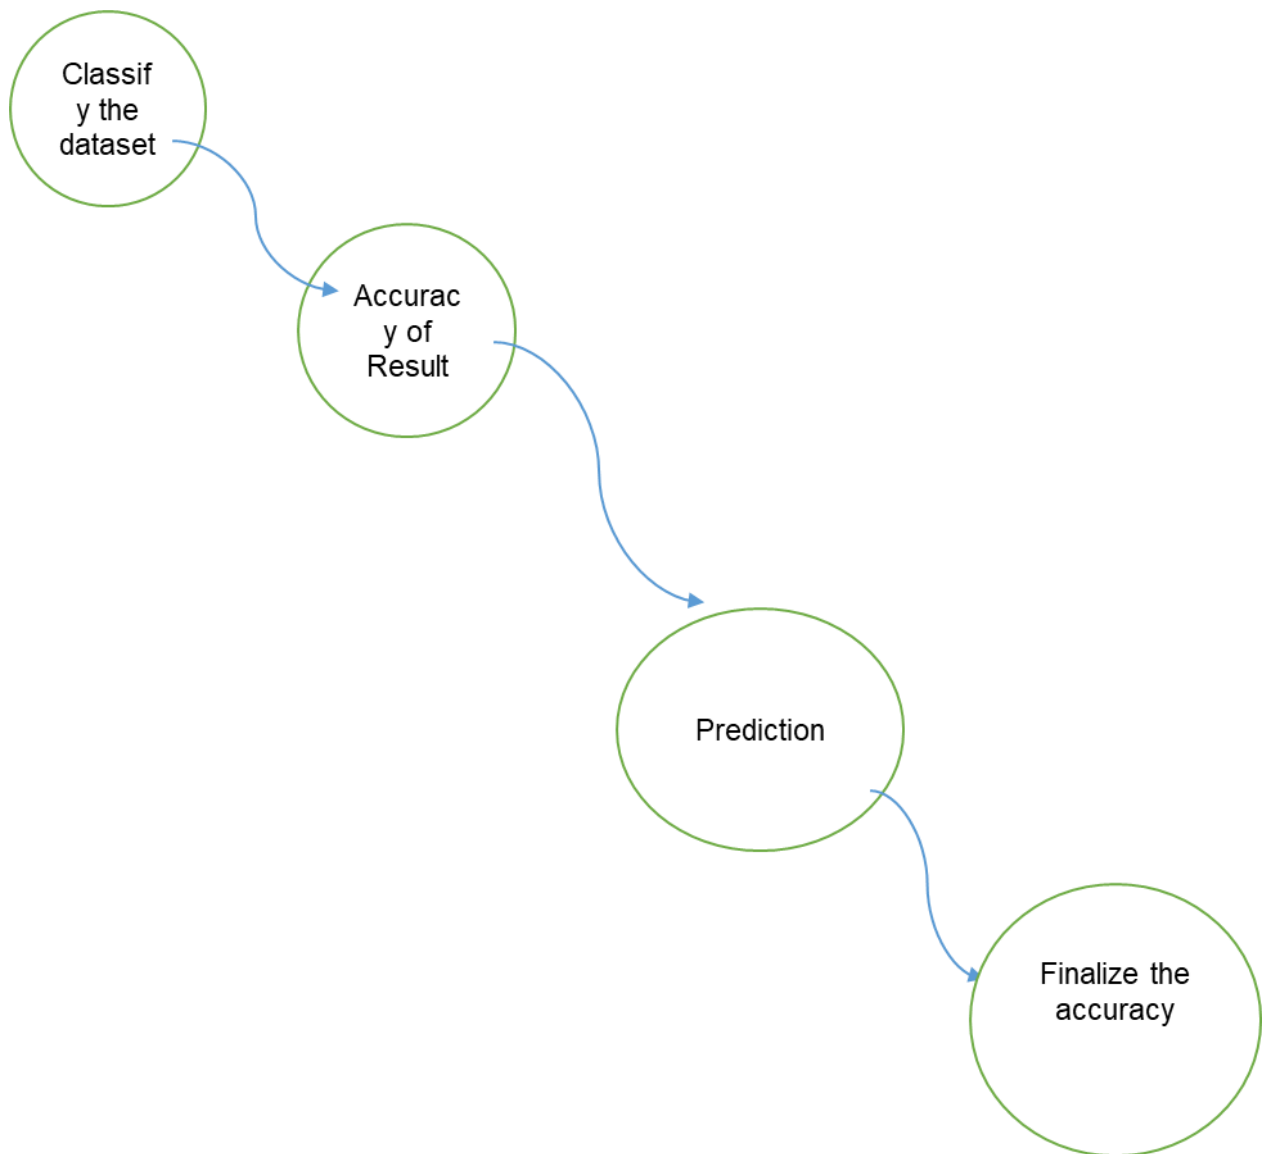 Classif
y the
dataset
Accurac
y of
Result
Prediction
Finalize the
accuracy